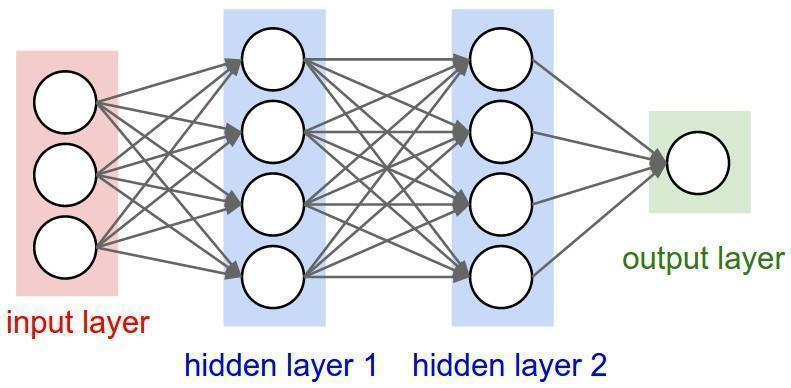 input layer
hidden layer 1
hidden layer 2
output layer